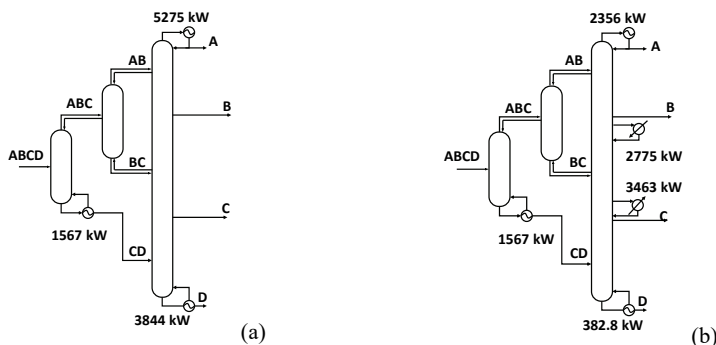 5275 kW
A
AB
ABC
B
ABCD
BC
C
1567 kW
CD
D
3844 kW
(a)
2356 kW
A
AB
ABC
B
2775 kW
ABCD
BC
3463 kW
C
1567 kW
CD
D
382.8 kW
(b)